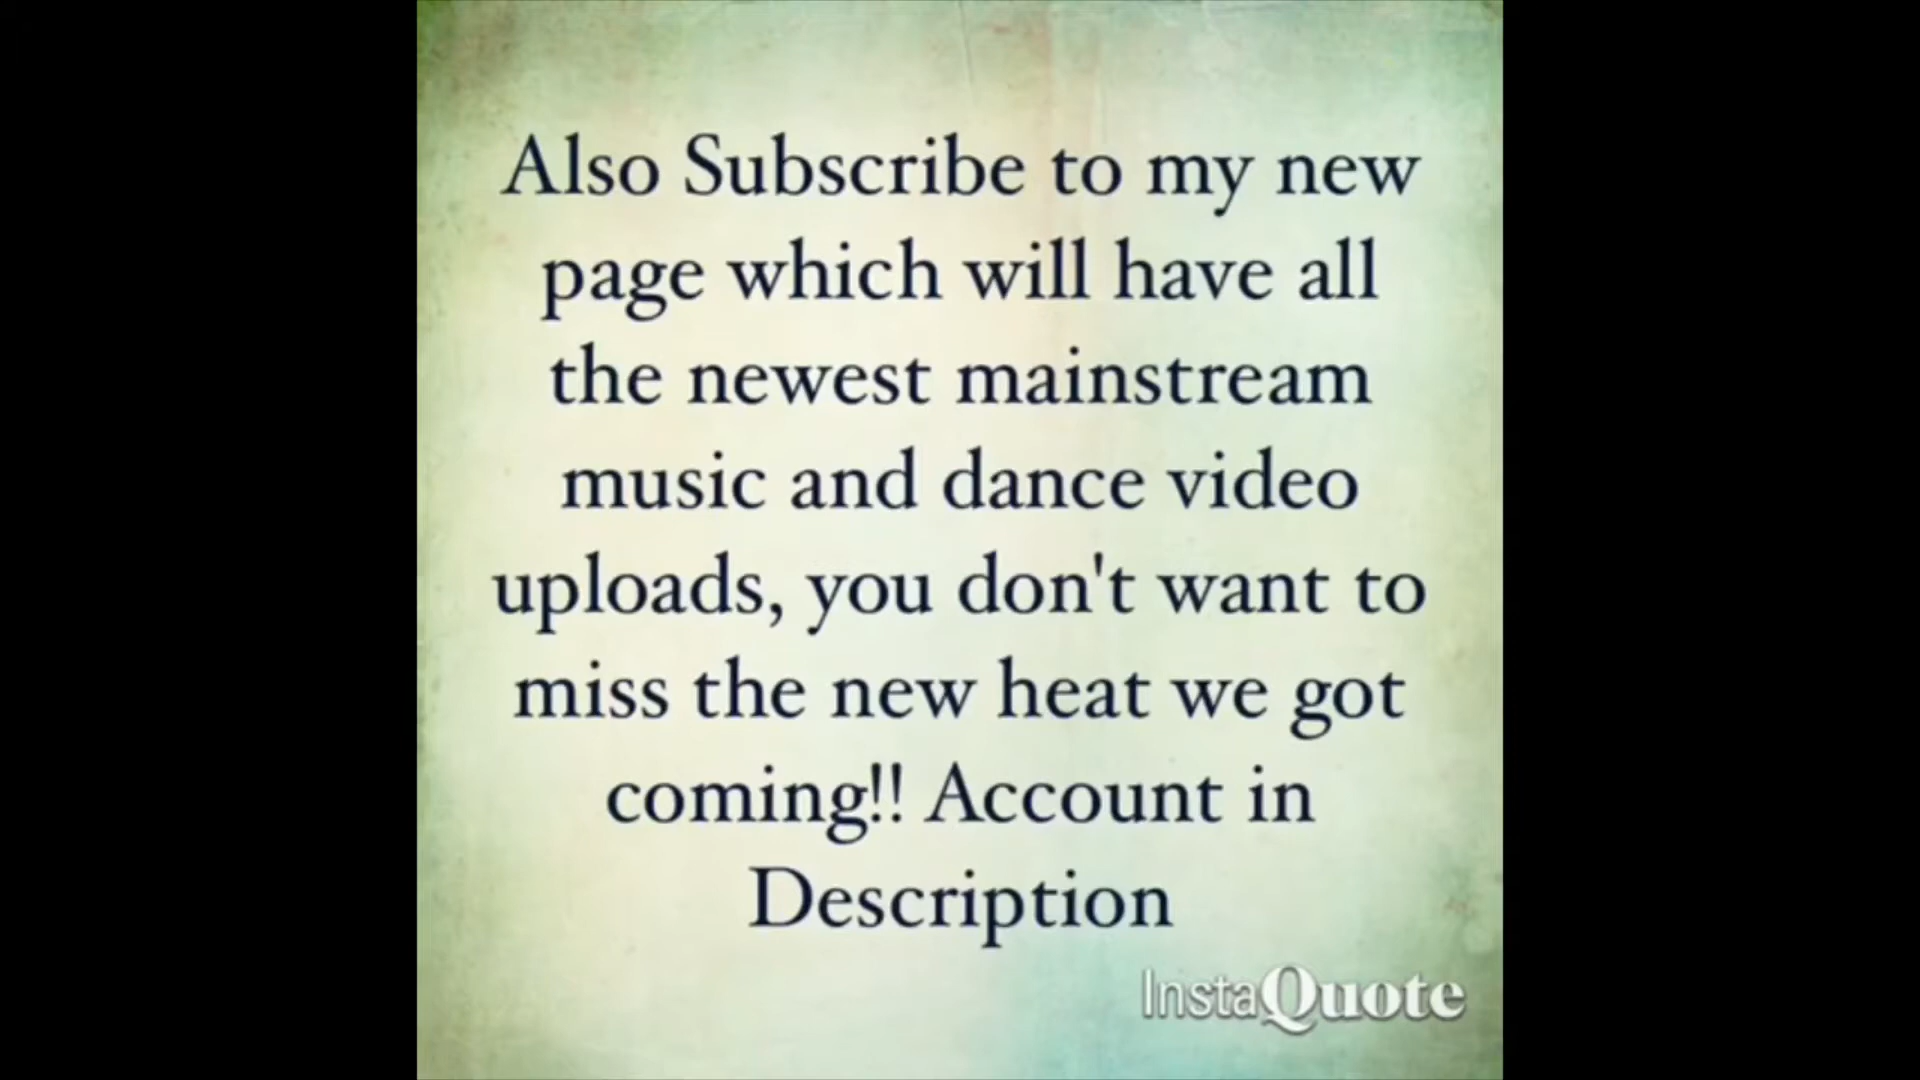 Also Subscribe to my new
page which will have all
the newest mainstream
music and dance video
uploads, you don't want to
miss the new heat we got
coming!! Account in
Description
InstaQuote